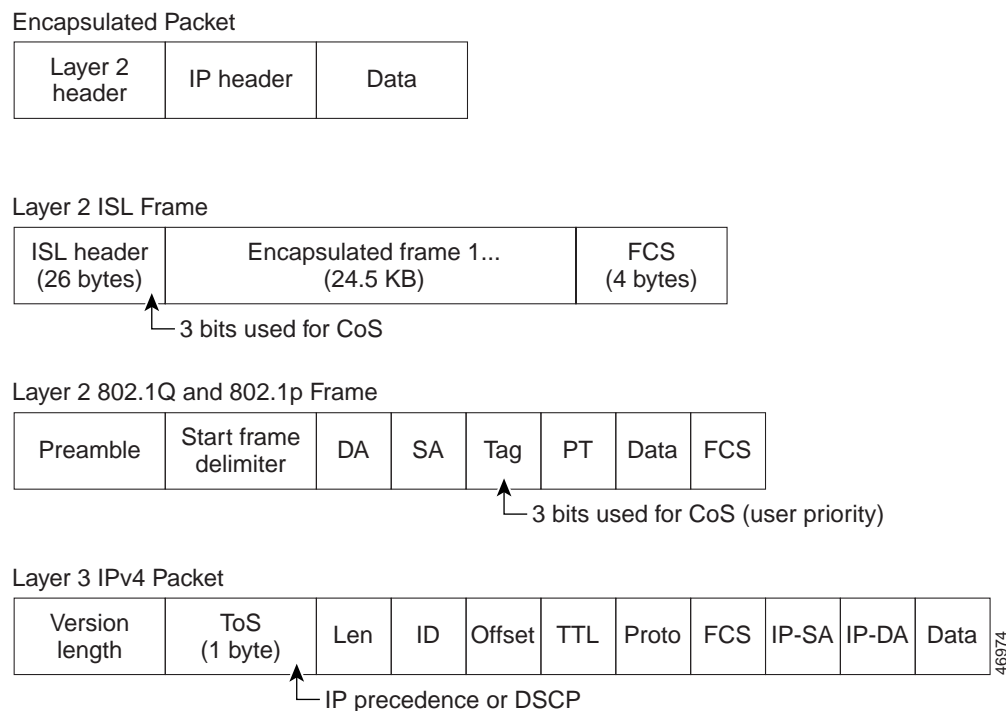 Encapsulated Packet
Layer 2
header
IP header
Data
Layer 2 ISL Frame
ISL header
(26 bytes)
Encapsulated frame 1...
(24.5 KB)
FCS
(4 bytes)
3 bits used for CoS
Layer 2 802.1Q and 802.1p Frame
Preamble
Start frame
delimiter
DA
SA
Tag
PT
Data
FCS
3 bits used for CoS (user priority)
Layer 3 IPv4 Packet
Version
length
ToS
(1 byte)
Len
ID
Offset
TTL
Proto
FCS
IP-SA
IP-DA
Data
IP precedence or DSCP
46974